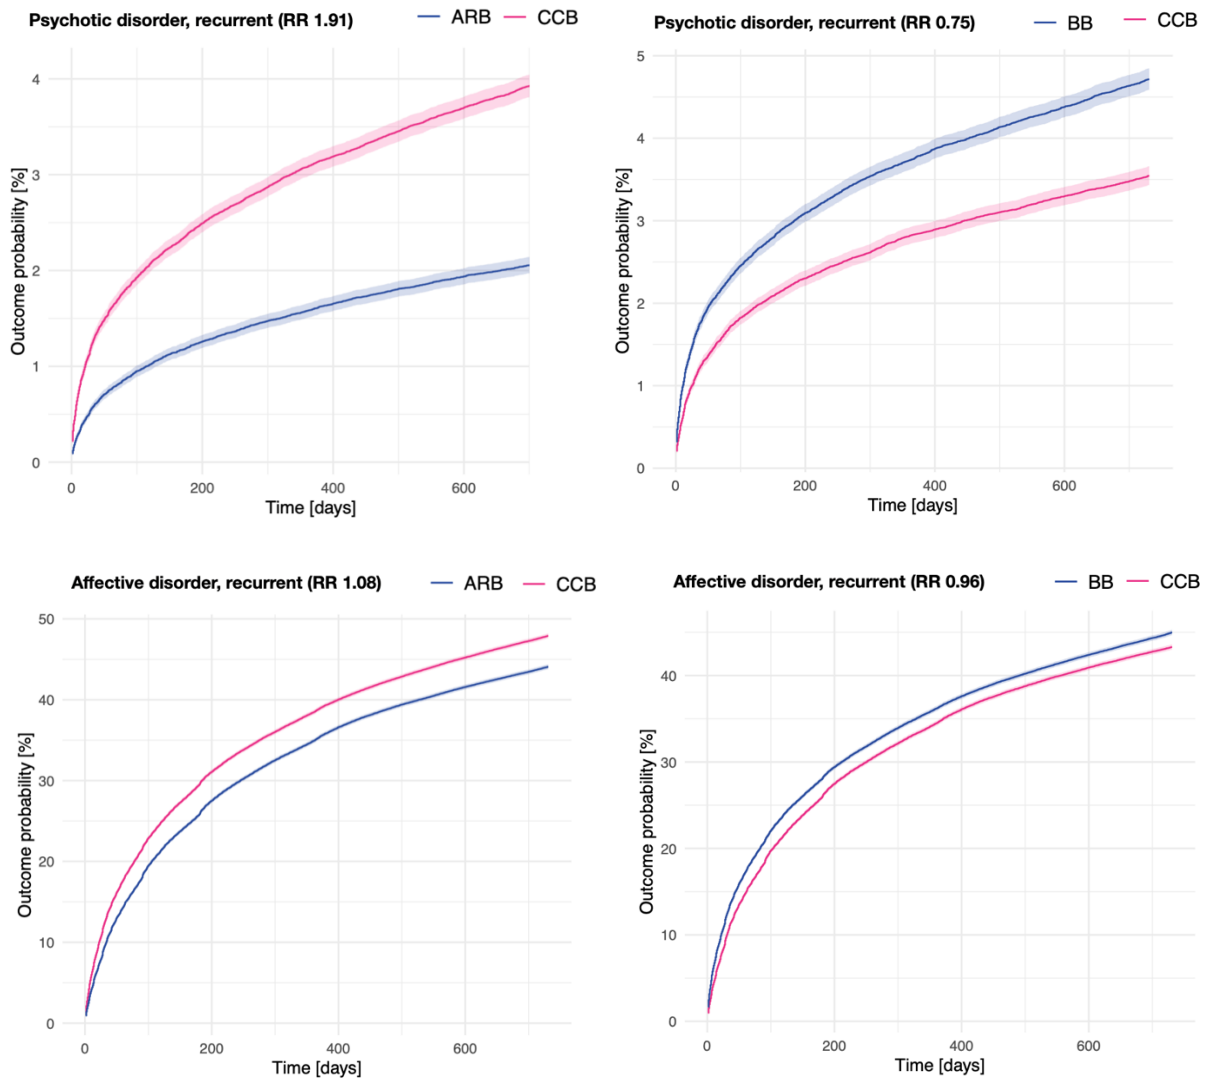 Psychotic disorder, recurrent (RR 1.91) ARB CCB
4
3
2
1
0
Outcome probability [%]
0 200 400 600
Time [days]
Psychotic disorder, recurrent (RR 0.75) BB CCB
5
4
3
2
1
0
Outcome probability [%]
0 200 400 600
Time [days]
Affective disorder, recurrent (RR 1.08) ARB CCB
50
40
30
20
10
0
Outcome probability [%]
0 200 400 600
Time [days]
Affective disorder, recurrent (RR 0.96) BB CCB
40
30
20
10
0
Outcome probability [%]
0 200 400 600
Time [days]